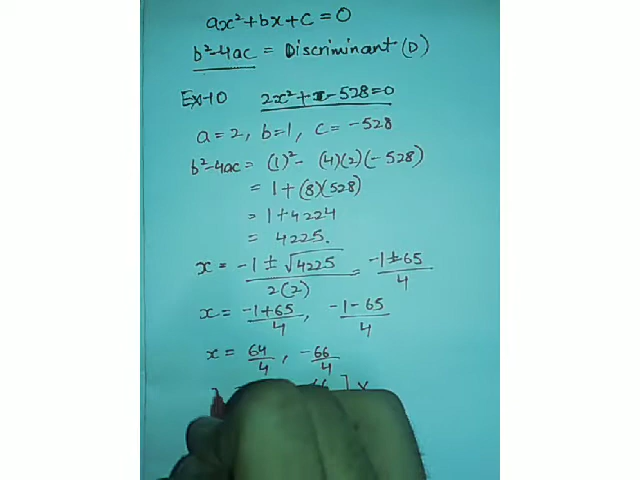 ax²+bx+c=0
b²-4ac = Discriminant (D)
Ex-10 2x²+x-528=0
a=2, b=1, c=-528
b²-4ac = (1)² - (4)(2)(-528)
= 1+(8)(528)
= 1+4224
= 4225.
x = -1±√4225 / 2(2) = -1±65 / 4
x = -1+65 / 4, -1-65 / 4
x = 64/4, -66/4